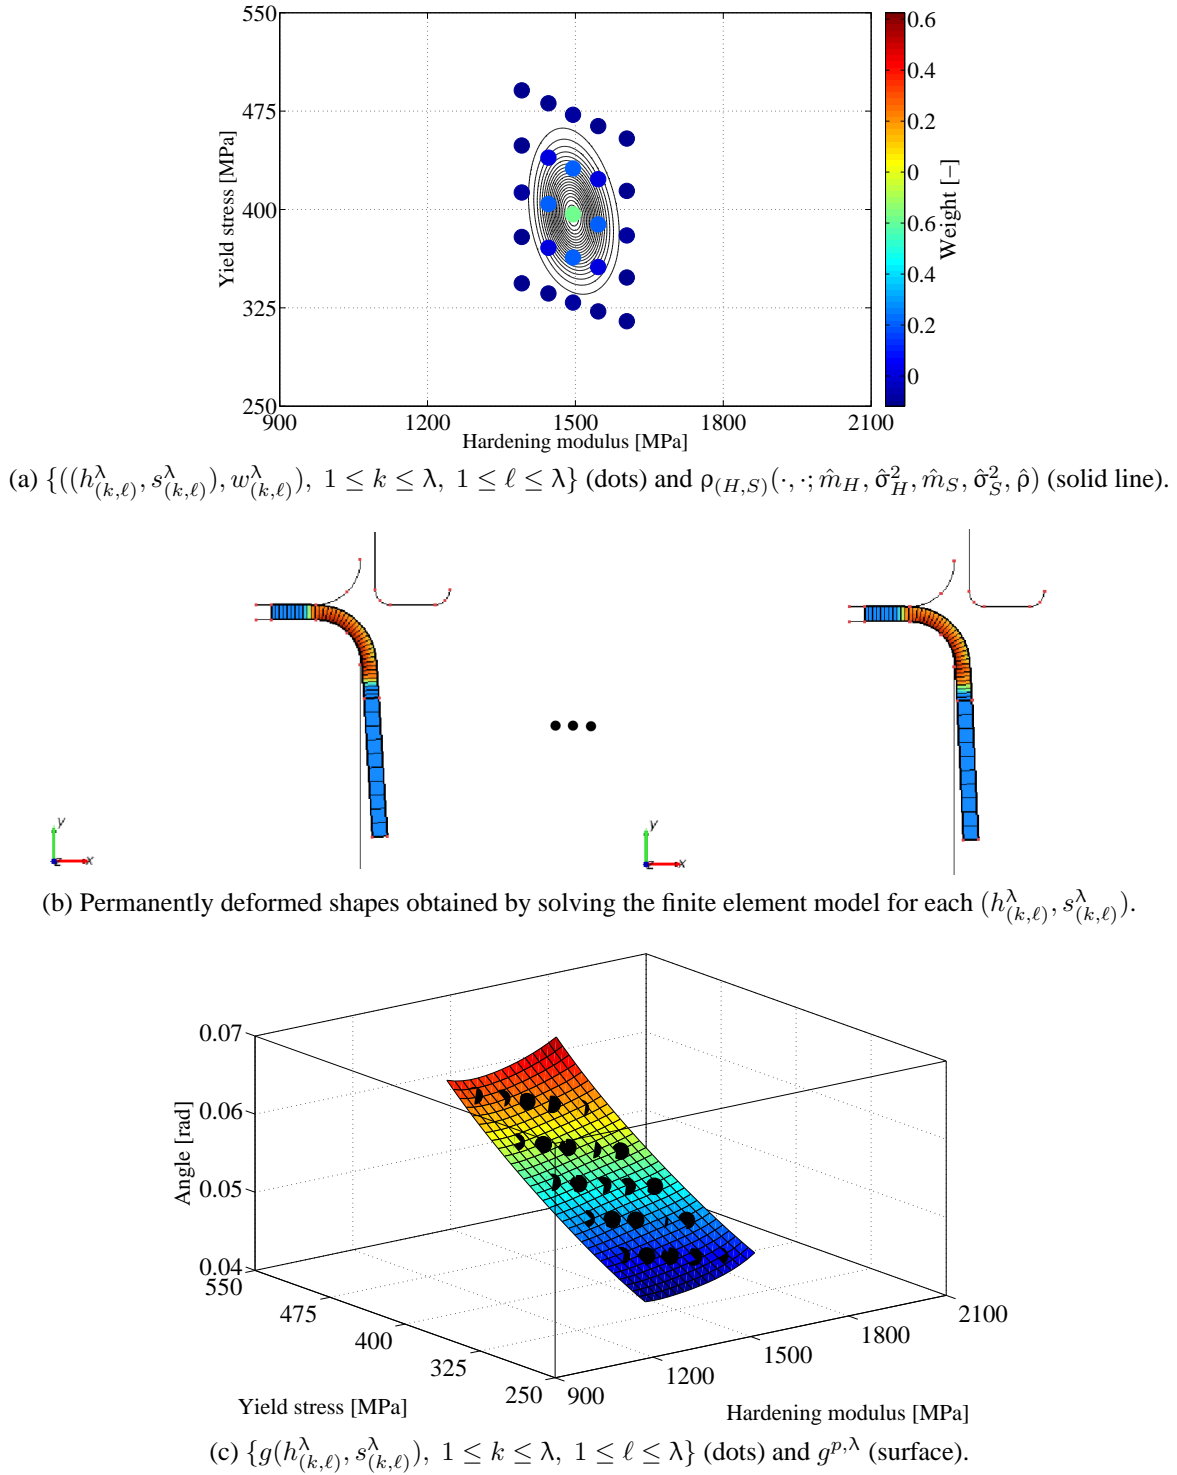 550
475
400
325
250
900
1200
1500
1800
2100
Yield stress [MPa]
Hardening modulus [MPa]
0.6
0.4
0.2
0.6
0.4
0.2
0
Weight [−]
(a) {((h^λ_(k,ℓ), s^λ_(k,ℓ)), w^λ_(k,ℓ)), 1 ≤ k ≤ λ, 1 ≤ ℓ ≤ λ} (dots) and ρ_(H,S)(·, ·; m̂_H, σ̂²_H, m̂_S, σ̂²_S, ρ̂) (solid line).
y
z
x
y
z
x
(b) Permanently deformed shapes obtained by solving the finite element model for each (h^λ_(k,ℓ), s^λ_(k,ℓ)).
0.07
0.06
0.05
0.04
Angle [rad]
550
475
400
325
250
900
1200
1500
1800
2100
Yield stress [MPa]
Hardening modulus [MPa]
(c) {g(h^λ_(k,ℓ), s^λ_(k,ℓ)), 1 ≤ k ≤ λ, 1 ≤ ℓ ≤ λ} (dots) and g^{p,λ} (surface).